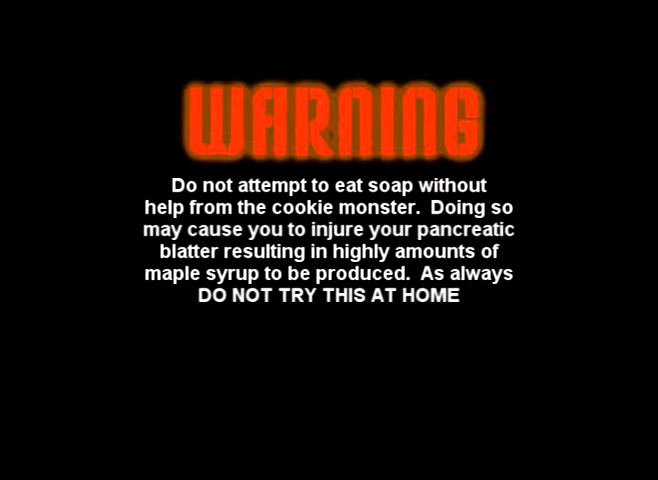 WARNING
Do not attempt to eat soap without
help from the cookie monster.  Doing so
may cause you to injure your pancreatic
blatter resulting in highly amounts of
maple syrup to be produced.  As always
DO NOT TRY THIS AT HOME